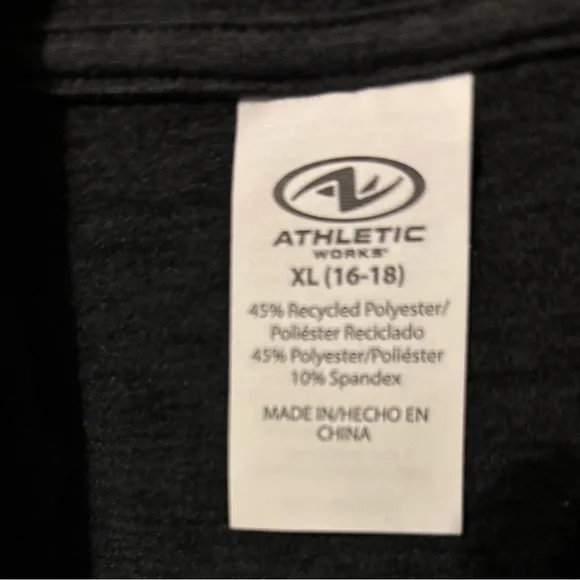 ATHLETIC
WORKS
XL (16-18)
45% Recycled Polyester/
Poliéster Reciclado
45% Polyester/Poliéster
10% Spandex
MADE IN/HECHO EN
CHINA